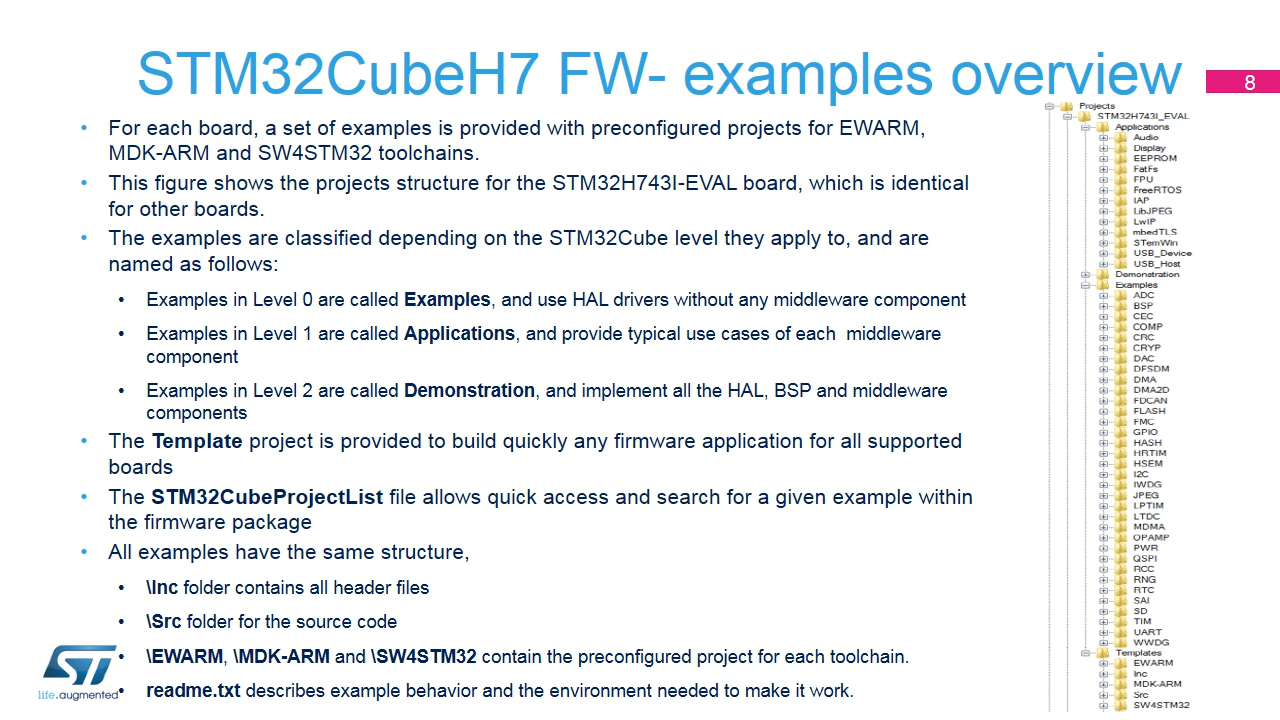 STM32CubeH7 FW- examples overview
8
• For each board, a set of examples is provided with preconfigured projects for EWARM,
MDK-ARM and SW4STM32 toolchains.
• This figure shows the projects structure for the STM32H743I-EVAL board, which is identical
for other boards.
• The examples are classified depending on the STM32Cube level they apply to, and are
named as follows:
• Examples in Level 0 are called Examples, and use HAL drivers without any middleware component
• Examples in Level 1 are called Applications, and provide typical use cases of each middleware
component
• Examples in Level 2 are called Demonstration, and implement all the HAL, BSP and middleware
components
• The Template project is provided to build quickly any firmware application for all supported
boards
• The STM32CubeProjectList file allows quick access and search for a given example within
the firmware package
• All examples have the same structure,
• \Inc folder contains all header files
• \Src folder for the source code
• \EWARM, \MDK-ARM and \SW4STM32 contain the preconfigured project for each toolchain.
• readme.txt describes example behavior and the environment needed to make it work.
ST
life.augmented
Projects
STM32H743I_EVAL
Applications
Audio
Display
EEPROM
FatFs
FPU
FreeRTOS
IAP
LibJPEG
LwIP
mbedTLS
STemWin
USB_Device
USB_Host
Demonstration
Examples
ADC
BSP
CEC
COMP
CRC
CRYP
DAC
DFSDM
DMA
DMA2D
FDCAN
FLASH
FMC
GPIO
HASH
HRTIM
HSEM
I2C
IWDG
JPEG
LPTIM
LTDC
MDMA
OPAMP
PWR
QSPI
RCC
RNG
RTC
SAI
SD
TIM
UART
WWDG
Templates
EWARM
Inc
MDK-ARM
Src
SW4STM32